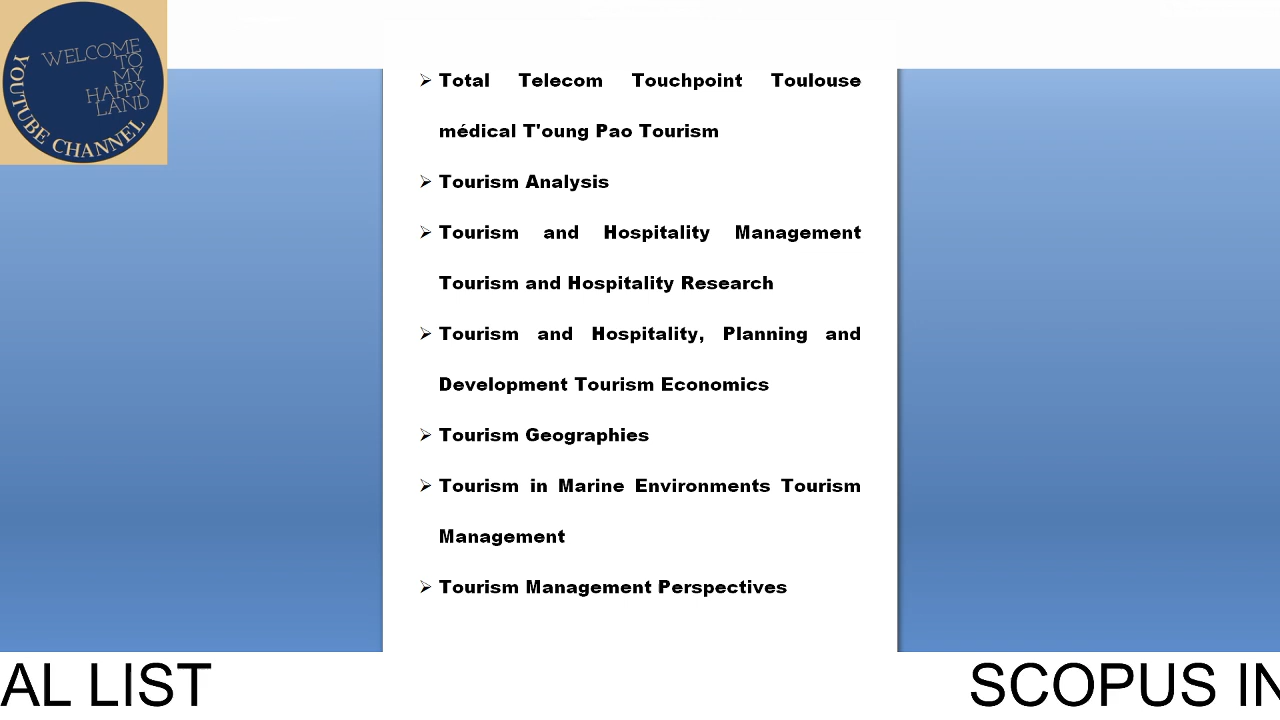 WELCOME
TO
MY
HAPPY
LAND
YOUTUBE CHANNEL
Total Telecom Touchpoint Toulouse
médical T'oung Pao Tourism
Tourism Analysis
Tourism and Hospitality Management
Tourism and Hospitality Research
Tourism and Hospitality, Planning and
Development Tourism Economics
Tourism Geographies
Tourism in Marine Environments Tourism
Management
Tourism Management Perspectives
AL LIST SCOPUS IN